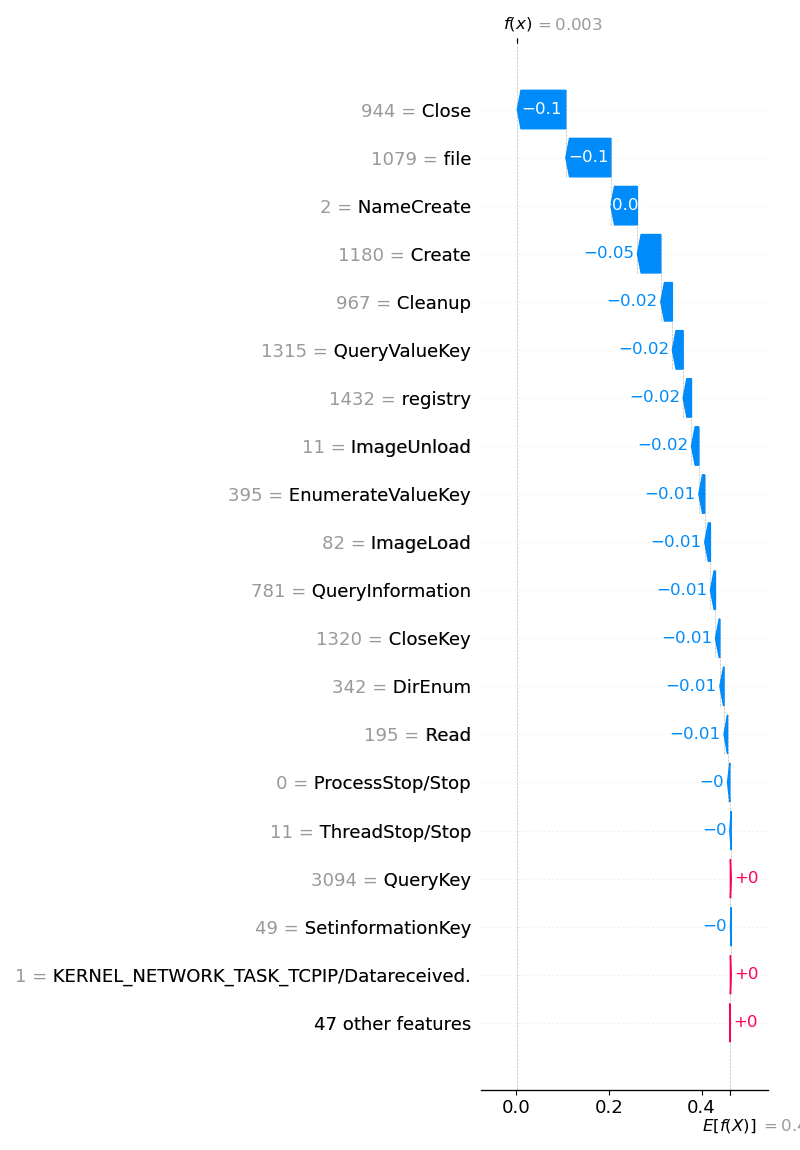 f(x) = 0.003
944 = Close −0.1
1079 = file −0.1
2 = NameCreate 0.0
1180 = Create −0.05
967 = Cleanup −0.02
1315 = QueryValueKey −0.02
1432 = registry −0.02
11 = ImageUnload −0.02
395 = EnumerateValueKey −0.01
82 = ImageLoad −0.01
781 = QueryInformation −0.01
1320 = CloseKey −0.01
342 = DirEnum −0.01
195 = Read −0.01
0 = ProcessStop/Stop −0
11 = ThreadStop/Stop −0
3094 = QueryKey +0
49 = SetinformationKey −0
1 = KERNEL_NETWORK_TASK_TCPIP/Datareceived. +0
47 other features +0
0.0 0.2 0.4
E[f(X)] = 0.4